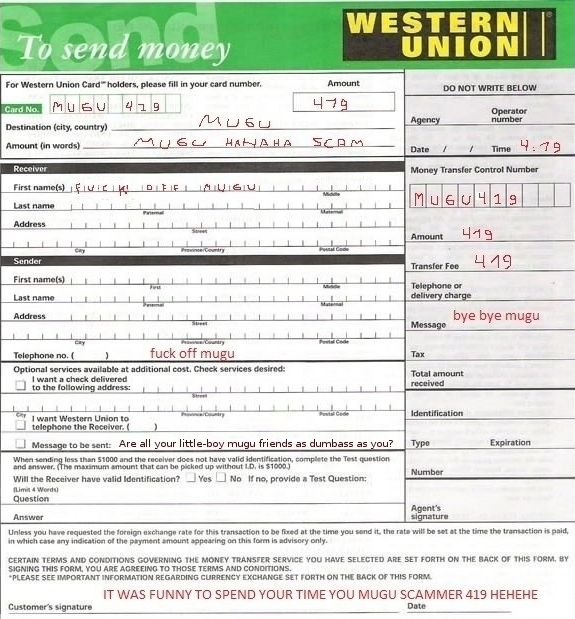 Send
To send money
WESTERN UNION
For Western Union Card℠ holders, please fill in your card number.
Amount
Card No. MUGU 419
419
Destination (city, country) MUGU
Amount (in words) MUGU HAHAHA SCAM
DO NOT WRITE BELOW
Agency
Operator number
Date / / Time 4:19
Receiver
First name(s) FUCK OFF MUGU
Middle
Last name
Paternal Maternal
Address
Street
City Province/Country Postal Code
Sender
First name(s)
First Middle
Last name
Paternal Maternal
Address
Street
City Province/Country Postal Code
Telephone no. ( ) fuck off mugu
Money Transfer Control Number
MUGU419
Amount 419
Transfer Fee 419
Telephone or
delivery charge
bye bye mugu
Message
Tax
Total amount
received
Identification
Type Expiration
Number
Agent's
signature
Optional services available at additional cost. Check services desired:
I want a check delivered
to the following address:
Street
City Province/Country Postal Code
I want Western Union to
telephone the Receiver. ( )
Message to be sent: Are all your little-boy mugu friends as dumbass as you?
When sending less than $1000 and the receiver does not have valid identification, complete the Test question
and answer. (The maximum amount that can be picked up without I.D. is $1000.)
Will the Receiver have valid Identification? Yes No If no, provide a Test Question:
(Limit 4 Words)
Question
Answer
Unless you have requested the foreign exchange rate for this transaction to be fixed at the time you send it, the rate will be set at the time the transaction is paid,
in which case any indication of the payment amount appearing on this form is advisory only.
CERTAIN TERMS AND CONDITIONS GOVERNING THE MONEY TRANSFER SERVICE YOU HAVE SELECTED ARE SET FORTH ON THE BACK OF THIS FORM. BY
SIGNING THIS FORM, YOU ARE AGREEING TO THOSE TERMS AND CONDITIONS.
*PLEASE SEE IMPORTANT INFORMATION REGARDING CURRENCY EXCHANGE SET FORTH ON THE BACK OF THIS FORM.
IT WAS FUNNY TO SPEND YOUR TIME YOU MUGU SCAMMER 419 HEHEHE
Customer's signature Date